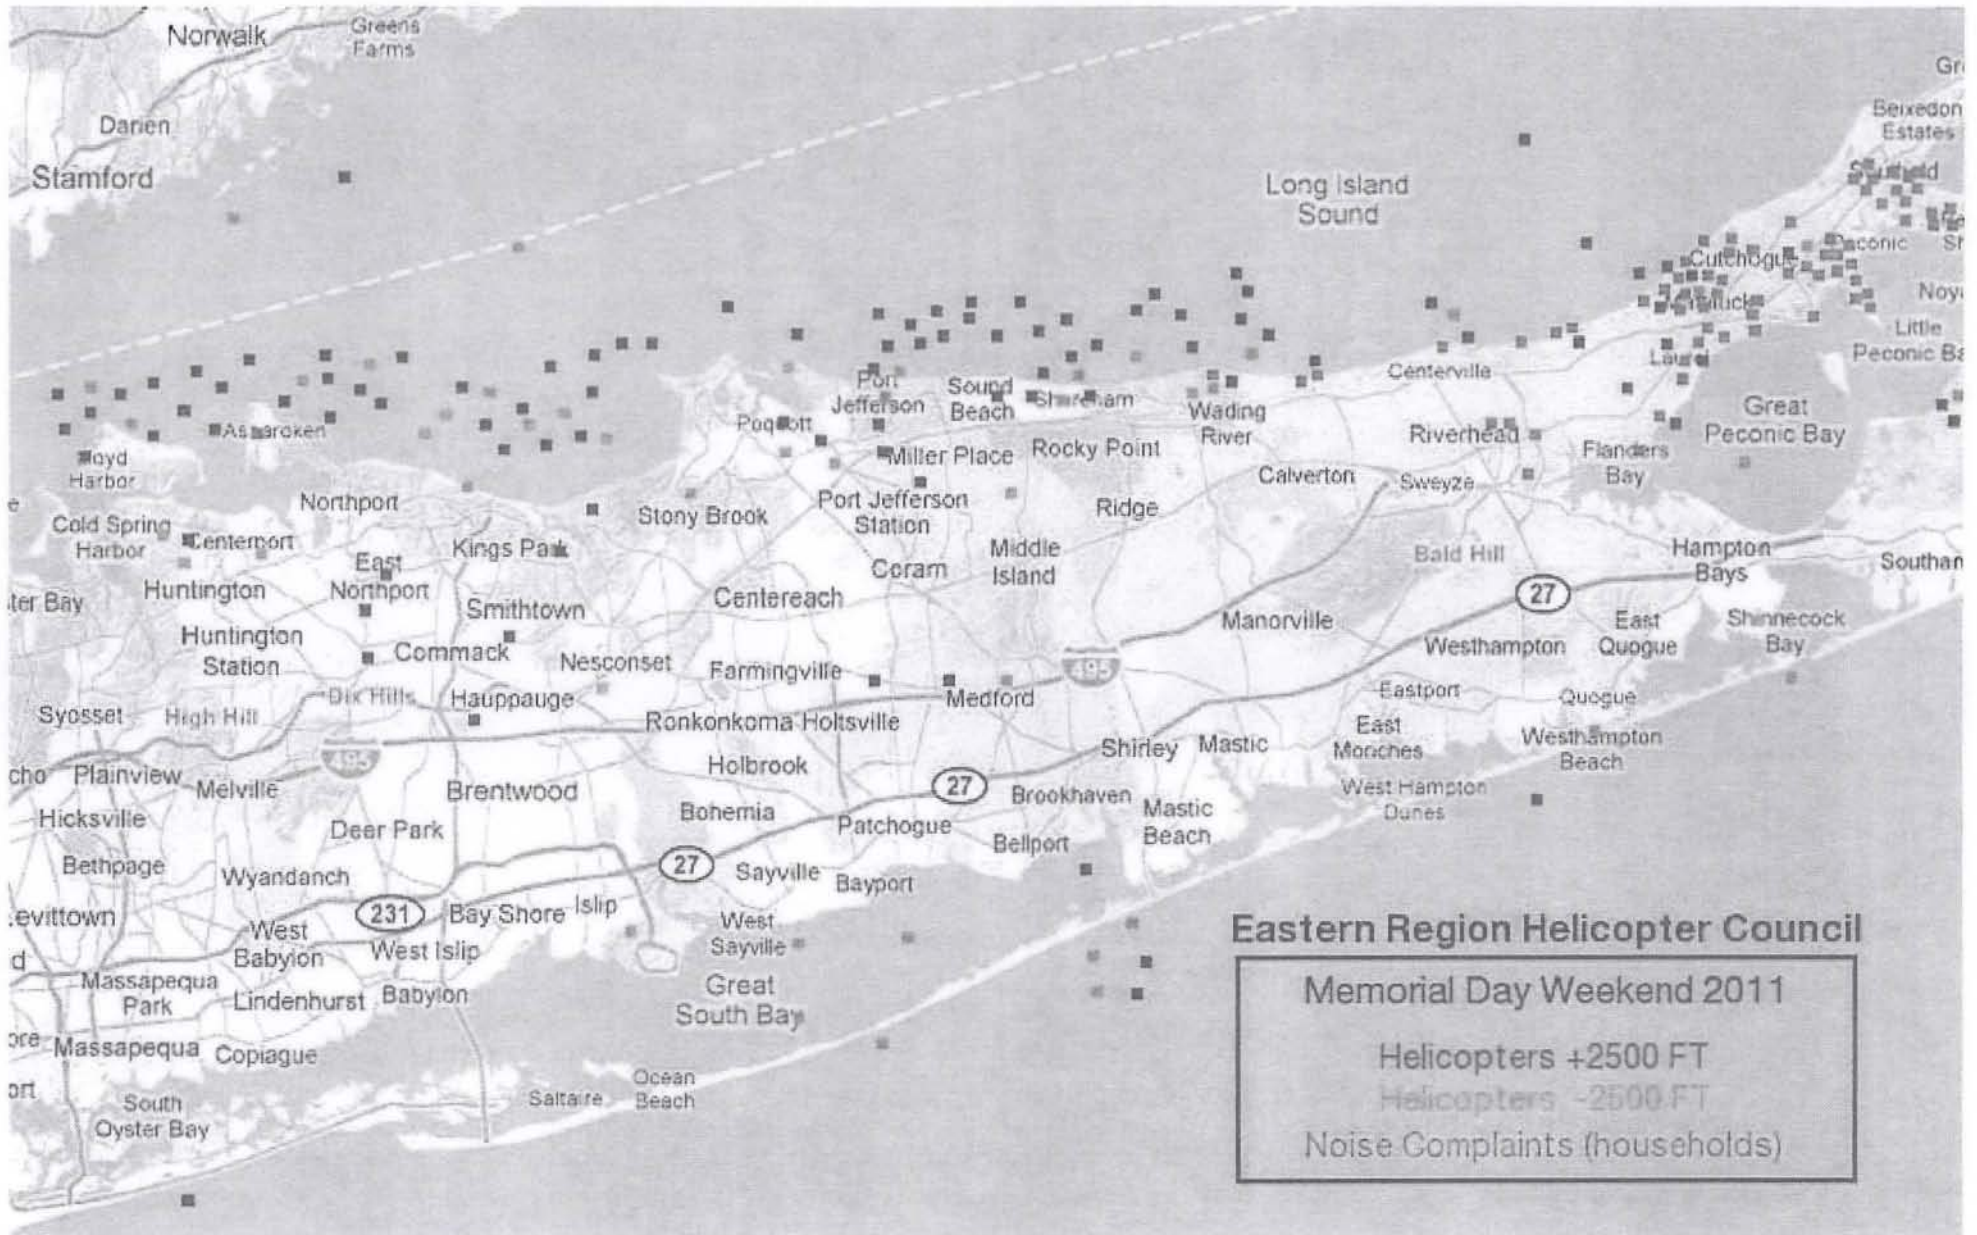 Norwalk
Greens
Farms
Darien
Stamford
Long Island
Sound
Beixedon
Estates
Southold
Peconic
Cutchogue
Mattituck
Little
Laurel
Centerville
Great
Peconic Bay
Port
Jefferson
Sound
Beach
Shoreham
Wading
River
Riverhead
Flanders
Bay
Asharoken
Poquott
Miller Place
Rocky Point
Calverton
Sweyze
Lloyd
Harbor
Northport
Port Jefferson
Station
Stony Brook
Ridge
Cold Spring
Harbor
Centerport
East
Northport
Kings Park
Middle
Island
Coram
Bald Hill
Hampton
Bays
Huntington
Smithtown
Centereach
27
Manorville
East
Quogue
Shinnecock
Bay
Huntington
Station
Commack
Nesconset
Farmingville
495
Westhampton
Syosset
High Hill
Dix Hills
Hauppauge
Medford
Eastport
Quogue
Ronkonkoma
Holtsville
Shirley
Mastic
East
Moriches
Westhampton
Beach
495
Plainview
Melville
Holbrook
27
Brookhaven
West Hampton
Dunes
Hicksville
Brentwood
Bohemia
Patchogue
Mastic
Beach
Deer Park
Bellport
Bethpage
Wyandanch
27
Sayville
Bayport
231
Bay Shore
Islip
West
Babylon
West Islip
West
Sayville
Massapequa
Park
Lindenhurst
Babylon
Great
South Bay
Massapequa
Copiague
Ocean
Beach
Saltaire
South
Oyster Bay
Eastern Region Helicopter Council
Memorial Day Weekend 2011
Helicopters +2500 FT
Helicopters -2500 FT
Noise Complaints (households)